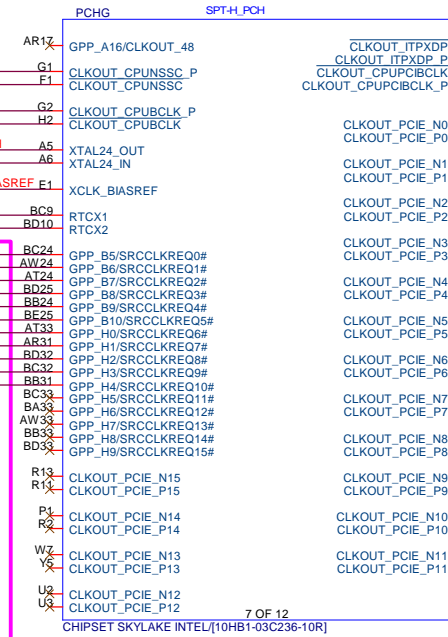 PCHG SPT-H_PCH
AR17 GPP_A16/CLKOUT_48 CLKOUT_ITPXDP
CLKOUT_ITPXDP_P
G1 CLKOUT_CPUNSSC_P CLKOUT_CPUPCIBCLK
F1 CLKOUT_CPUNSSC CLKOUT_CPUPCIBCLK_P
G2 CLKOUT_CPUBCLK_P
H2 CLKOUT_CPUBCLK CLKOUT_PCIE_N0
CLKOUT_PCIE_P0
A5 XTAL24_OUT
A6 XTAL24_IN CLKOUT_PCIE_N1
CLKOUT_PCIE_P1
ASREF E1 XCLK_BIASREF
CLKOUT_PCIE_N2
BC9 RTCX1 CLKOUT_PCIE_P2
BD10 RTCX2
CLKOUT_PCIE_N3
BC24 GPP_B5/SRCCLKREQ0# CLKOUT_PCIE_P3
AW24 GPP_B6/SRCCLKREQ1#
AT24 GPP_B7/SRCCLKREQ2# CLKOUT_PCIE_N4
BD25 GPP_B8/SRCCLKREQ3# CLKOUT_PCIE_P4
BB24 GPP_B9/SRCCLKREQ4#
BE25 GPP_B10/SRCCLKREQ5# CLKOUT_PCIE_N5
AT33 GPP_H0/SRCCLKREQ6# CLKOUT_PCIE_P5
AR31 GPP_H1/SRCCLKREQ7#
BD32 GPP_H2/SRCCLKREQ8# CLKOUT_PCIE_N6
BC32 GPP_H3/SRCCLKREQ9# CLKOUT_PCIE_P6
BB31 GPP_H4/SRCCLKREQ10#
BC33 GPP_H5/SRCCLKREQ11# CLKOUT_PCIE_N7
BA33 GPP_H6/SRCCLKREQ12# CLKOUT_PCIE_P7
AW33 GPP_H7/SRCCLKREQ13#
BB33 GPP_H8/SRCCLKREQ14# CLKOUT_PCIE_N8
BD33 GPP_H9/SRCCLKREQ15# CLKOUT_PCIE_P8
R13 CLKOUT_PCIE_N15 CLKOUT_PCIE_N9
R11 CLKOUT_PCIE_P15 CLKOUT_PCIE_P9
P1 CLKOUT_PCIE_N14 CLKOUT_PCIE_N10
R2 CLKOUT_PCIE_P14 CLKOUT_PCIE_P10
W7 CLKOUT_PCIE_N13 CLKOUT_PCIE_N11
Y5 CLKOUT_PCIE_P13 CLKOUT_PCIE_P11
U2 CLKOUT_PCIE_N12
U3 CLKOUT_PCIE_P12 7 OF 12
CHIPSET SKYLAKE INTEL/[10HB1-03C236-10R]